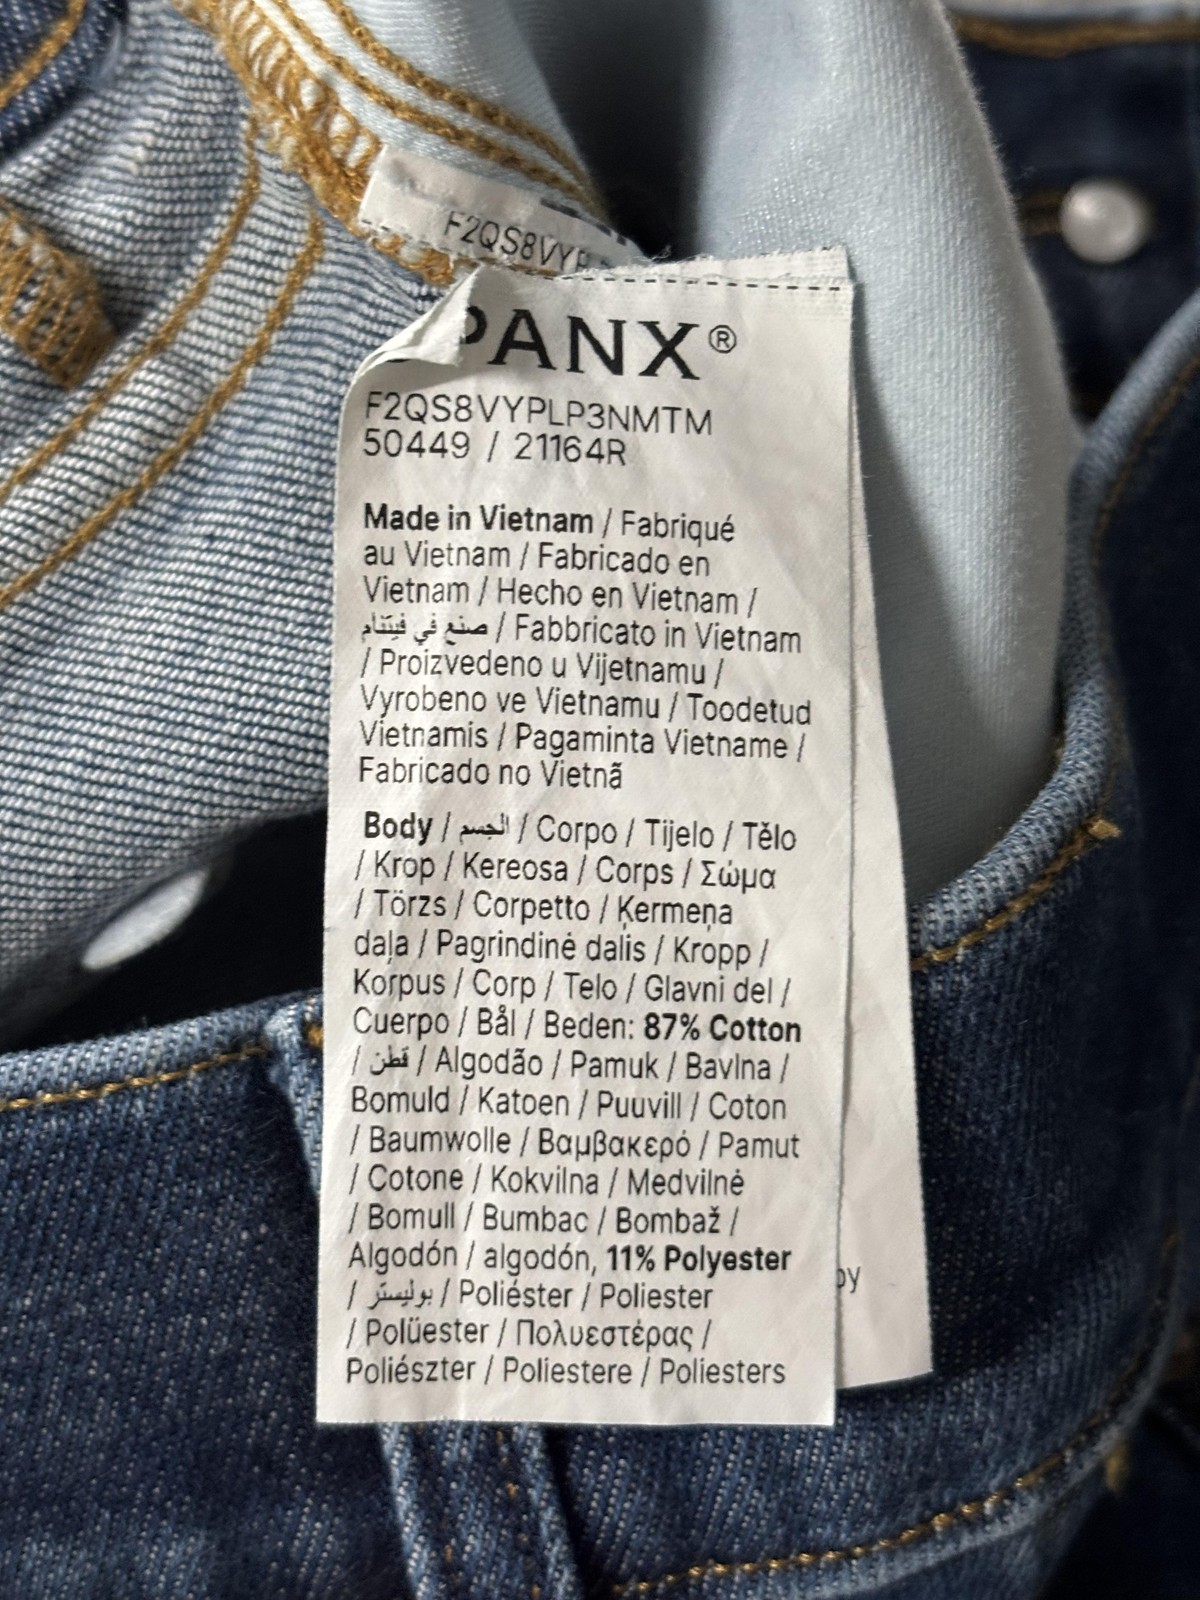 F2QS8VYP
PANX®
F2QS8VYPLP3NMTM
50449 / 21164R
Made in Vietnam / Fabriqué
au Vietnam / Fabricado en
Vietnam / Hecho en Vietnam /
صنع في فيتنام / Fabbricato in Vietnam
/ Proizvedeno u Vijetnamu /
Vyrobeno ve Vietnamu / Toodetud
Vietnamis / Pagaminta Vietname /
Fabricado no Vietnã
Body / الجسم / Corpo / Tijelo / Tělo
/ Krop / Kereosa / Corps / Σώμα
/ Törzs / Corpetto / Ķermeņa
daļa / Pagrindinė dalis / Kropp /
Korpus / Corp / Telo / Glavni del /
Cuerpo / Bål / Beden: 87% Cotton
/ قطن / Algodão / Pamuk / Bavlna /
Bomuld / Katoen / Puuvill / Coton
/ Baumwolle / Βαμβακερό / Pamut
/ Cotone / Kokvilna / Medvilnė
/ Bomull / Bumbac / Bombaž /
Algodón / algodón, 11% Polyester
/ بوليستر / Poliéster / Poliester
/ Polüester / Πολυεστέρας /
Poliészter / Poliestere / Poliesters